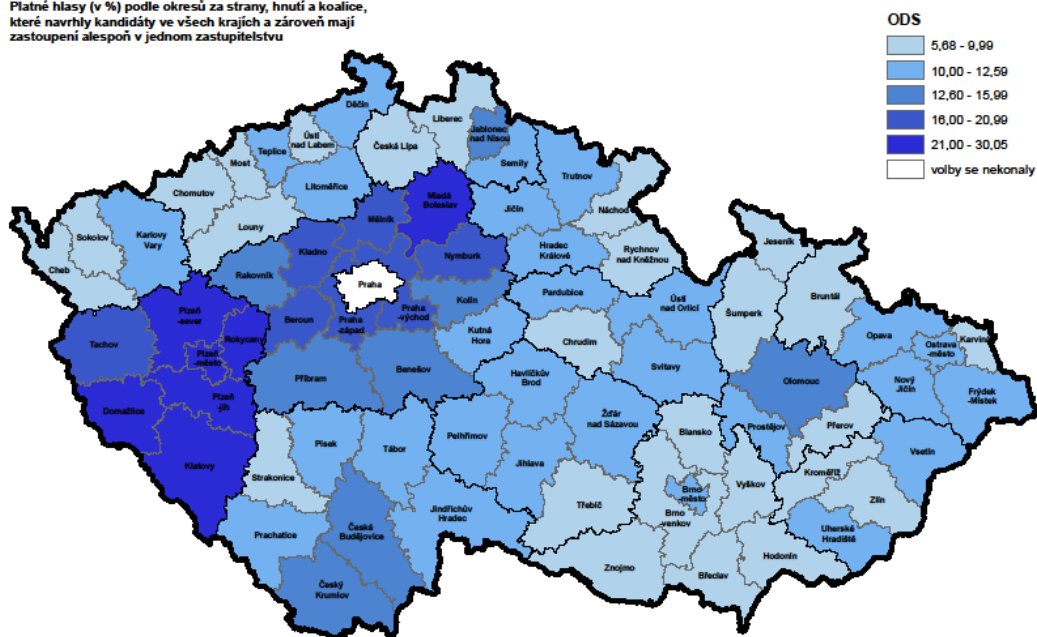 Platné hlasy (v %) podle okresů za strany, hnutí a koalice,
které navrhly kandidáty ve všech krajích a zároveň mají
zastoupení alespoň v jednom zastupitelstvu
ODS
5,68 - 9,99
10,00 - 12,59
12,60 - 15,99
16,00 - 20,99
21,00 - 30,05
volby se nekonaly
Děčín
Liberec
Jablonec
nad Nisou
Ústí
nad Labem
Teplice
Česká Lípa
Semily
Most
Litoměřice
Trutnov
Chomutov
Mladá
Boleslav
Jičín
Náchod
Mělník
Louny
Karlovy
Vary
Sokolov
Cheb
Kladno
Nymburk
Hradec
Králové
Rychnov
nad Kněžnou
Jeseník
Rakovník
Praha
Kolín
Pardubice
Ústí
nad Orlicí
Šumperk
Bruntál
Plzeň
-sever
Rokycany
Beroun
Praha
-západ
Praha
-východ
Kutná
Hora
Chrudim
Opava
Ostrava
-město
Karviná
Tachov
Plzeň
-město
Svitavy
Olomouc
Nový
Jičín
Frýdek
-Místek
Příbram
Benešov
Havlíčkův
Brod
Plzeň
-jih
Domažlice
Žďár
nad Sázavou
Prostějov
Přerov
Blansko
Písek
Tábor
Pelhřimov
Vsetín
Klatovy
Strakonice
Jihlava
Kroměříž
Vyškov
Zlín
Brno
-město
Brno
-venkov
Třebíč
Jindřichův
Hradec
České
Budějovice
Prachatice
Uherské
Hradiště
Hodonín
Znojmo
Břeclav
Český
Krumlov